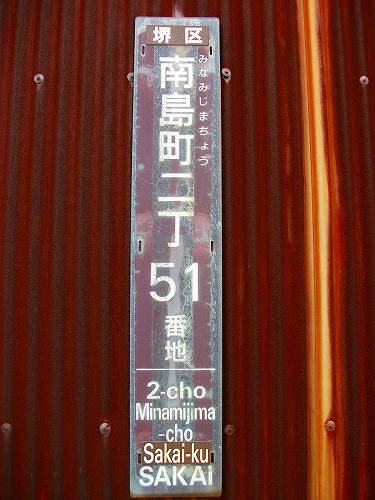 堺区
南島町二丁
みなみじまちょう
51
番地
2-cho
Minamijima
-cho
Sakai-ku
SAKAI